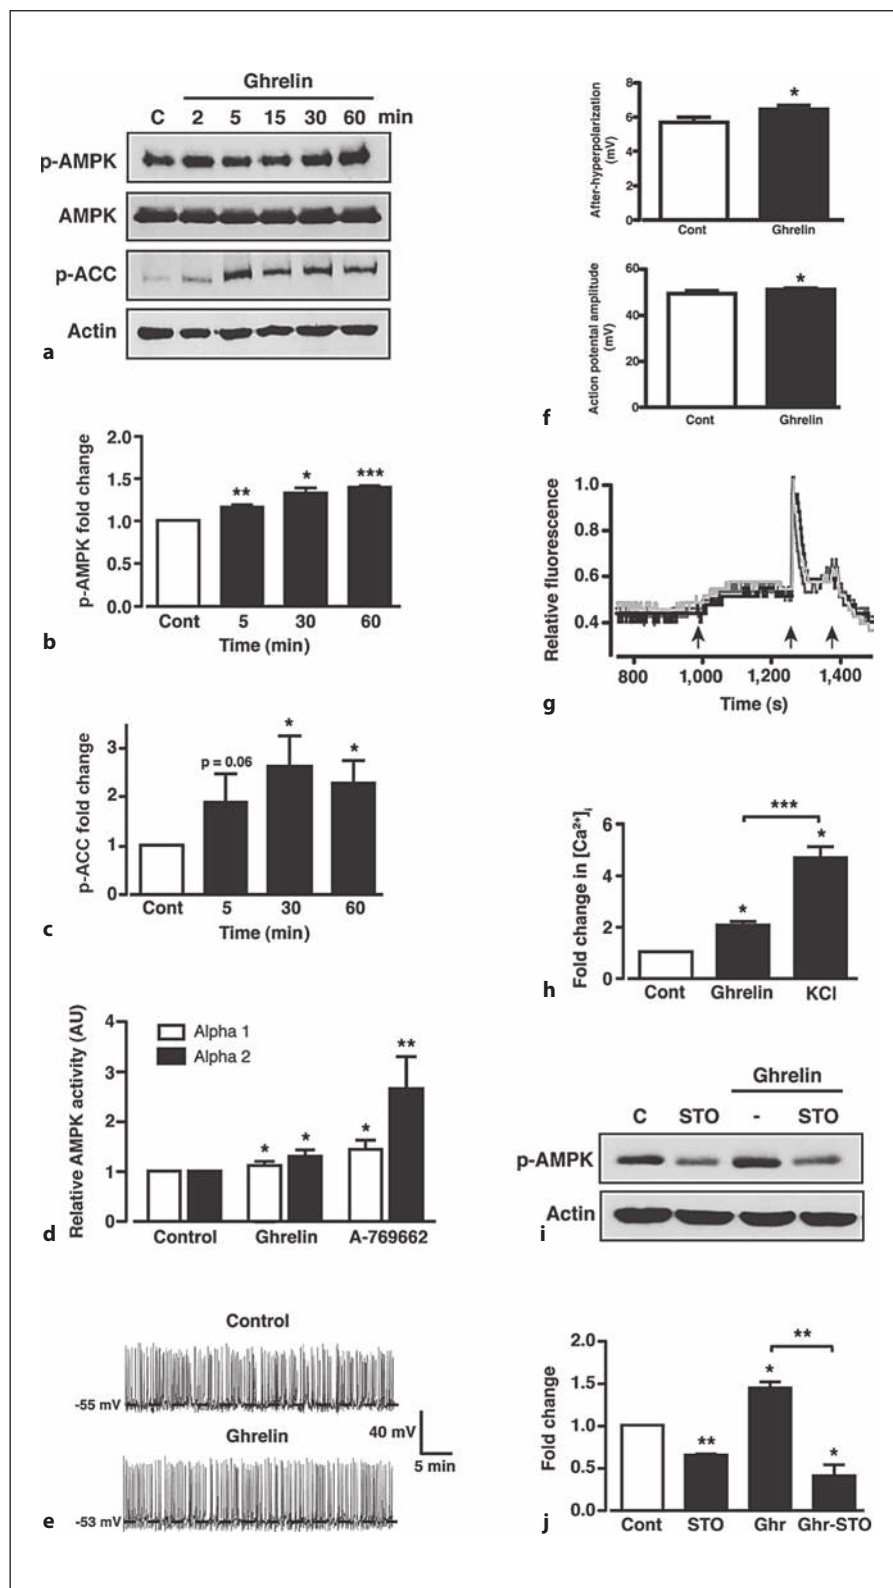 Ghrelin
C 2 5 15 30 60 min
p-AMPK
AMPK
p-ACC
Actin
a
p-AMPK fold change
2.0
1.5
1.0
0.5
0.0
**
*
***
Cont 5 30 60
Time (min)
b
p-ACC fold change
3
2
1
0
p = 0.06
*
*
Cont 5 30 60
Time (min)
c
Relative AMPK activity (AU)
4
3
2
1
0
Alpha 1
Alpha 2
*
*
*
**
Control Ghrelin A-769662
d
Control
-55 mV
Ghrelin
-53 mV
40 mV
5 min
e
After-hyperpolarization
(mV)
8
6
4
2
0
*
Cont Ghrelin
Action potential amplitude
(mV)
60
40
20
0
*
Cont Ghrelin
f
Relative fluorescence
1.0
0.8
0.6
0.4
800 1,000 1,200 1,400
Time (s)
g
Fold change in [Ca²⁺]i
6
4
2
0
***
*
*
Cont Ghrelin KCl
h
Ghrelin
C STO - STO
p-AMPK
Actin
i
Fold change
2.0
1.5
1.0
0.5
0.0
**
**
*
*
Cont STO Ghr Ghr-STO
j